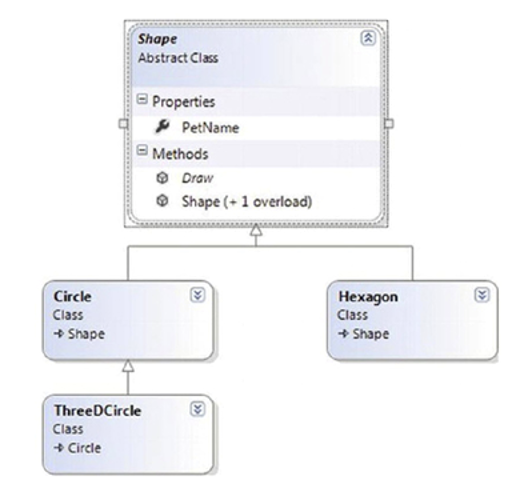 Shape
Abstract Class
Properties
PetName
Methods
Draw
Shape (+ 1 overload)
Circle
Class
Shape
Hexagon
Class
Shape
ThreeDCircle
Class
Circle